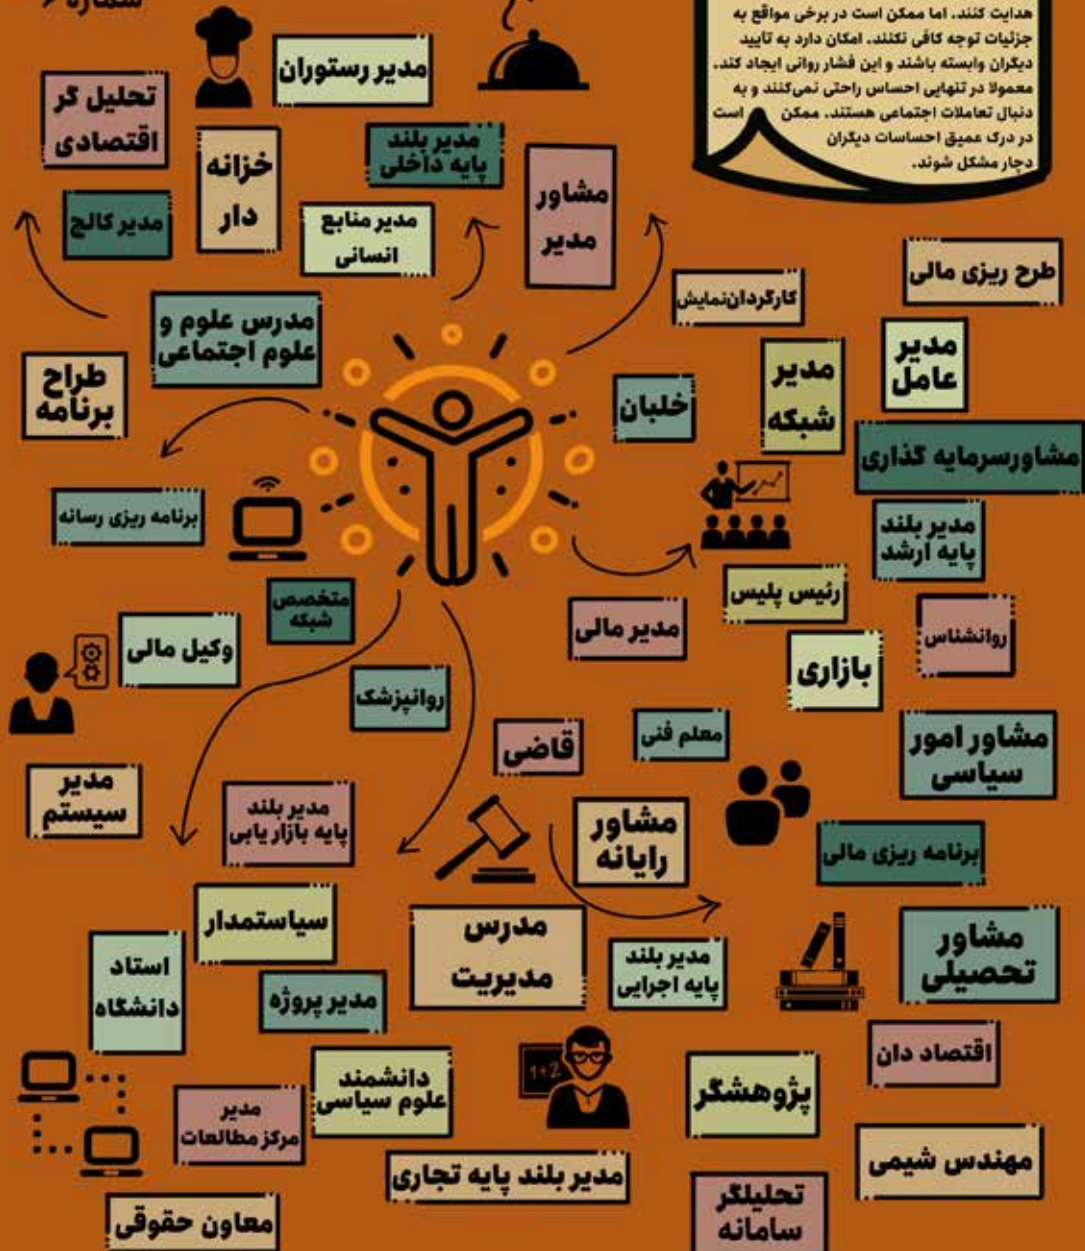 شماره ۶
هدایت کنند. اما ممکن است در برخی مواقع به
جزئیات توجه کافی نکنند. امکان دارد به تایید
دیگران وابسته باشند و این فشار روانی ایجاد کند.
معمولا در تنهایی احساس راحتی نمی‌کنند و به
دنبال تعاملات اجتماعی هستند. ممکن است
در درک عمیق احساسات دیگران
دچار مشکل شوند.
مدیر رستوران
تحلیل گر
اقتصادی
خزانه
دار
مدیر بلند
پایه داخلی
مشاور
مدیر
مدیر کالج
مدیر منابع
انسانی
طرح ریزی مالی
کارگردان‌نمایش
مدرس علوم و
علوم اجتماعی
مدیر
عامل
مدیر
شبکه
طراح
برنامه
خلبان
مشاورسرمایه گذاری
برنامه ریزی رسانه
مدیر بلند
پایه ارشد
متخصص
شبکه
رئیس پلیس
مدیر مالی
روانشناس
وکیل مالی
بازاری
روانپزشک
قاضی
معلم فنی
مشاور امور
سیاسی
مدیر
سیستم
مدیر بلند
پایه بازاریابی
مشاور
رایانه
برنامه ریزی مالی
سیاستمدار
مدرس
مدیریت
مشاور
تحصیلی
استاد
دانشگاه
مدیر بلند
پایه اجرایی
مدیر پروژه
اقتصاد دان
1+2
دانشمند
علوم سیاسی
پژوهشگر
مدیر
مرکز مطالعات
مهندس شیمی
مدیر بلند پایه تجاری
تحلیلگر
سامانه
معاون حقوقی